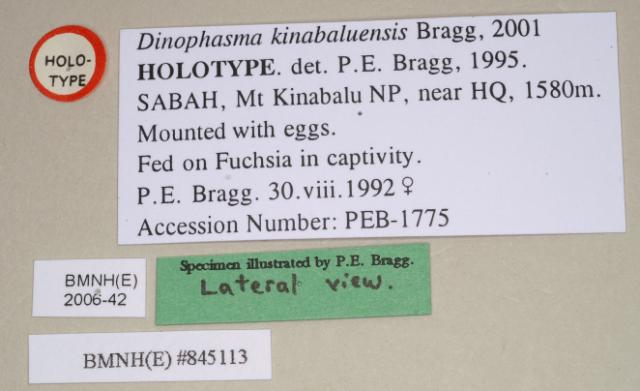 HOLO-
TYPE
Dinophasma kinabaluensis Bragg, 2001
HOLOTYPE. det. P.E. Bragg, 1995.
SABAH, Mt Kinabalu NP, near HQ, 1580m.
Mounted with eggs.
Fed on Fuchsia in captivity.
P.E. Bragg. 30.viii.1992 ♀
Accession Number: PEB-1775
BMNH(E)
2006-42
Specimen illustrated by P.E. Bragg.
Lateral view.
BMNH(E) #845113